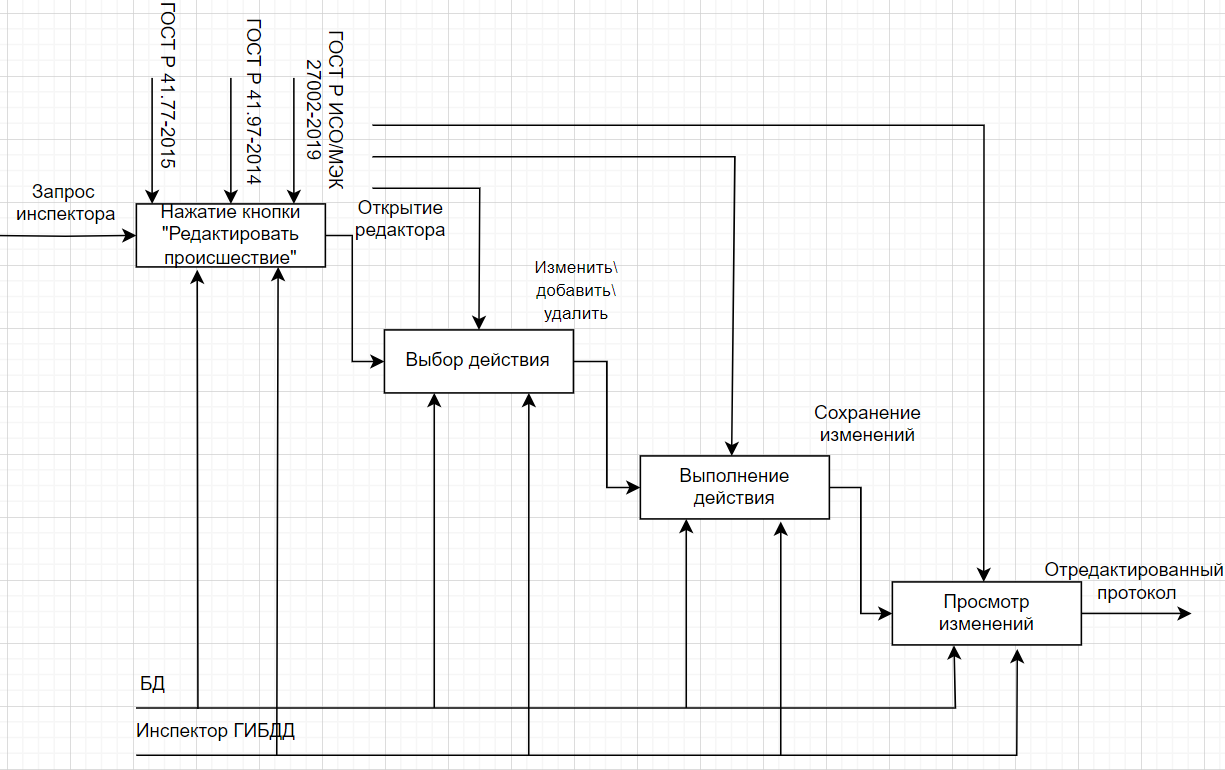 ГОСТ Р 41.77-2015
ГОСТ Р 41.97-2014
ГОСТ Р ИСО/МЭК
27002-2019
Запрос
инспектора
Нажатие кнопки
"Редактировать
происшествие"
Открытие
редактора
Изменить\
добавить\
удалить
Выбор действия
Сохранение
изменений
Выполнение
действия
Отредактированный
протокол
Просмотр
изменений
БД
Инспектор ГИБДД